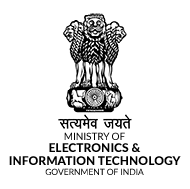 सत्यमेव जयते
MINISTRY OF
ELECTRONICS &
INFORMATION TECHNOLOGY
GOVERNMENT OF INDIA